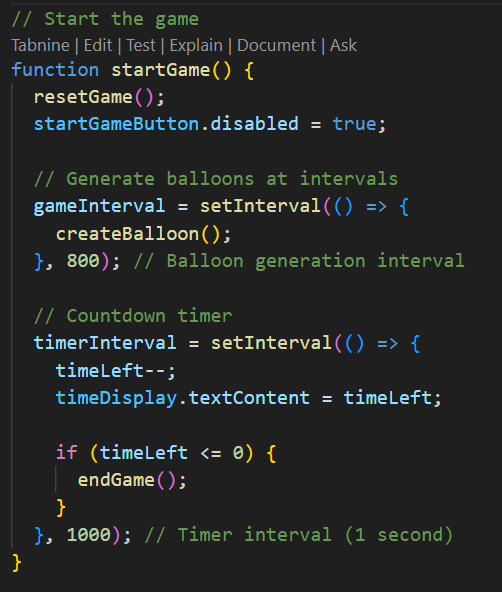 // Start the game
Tabnine | Edit | Test | Explain | Document | Ask
function startGame() {
  resetGame();
  startGameButton.disabled = true;

  // Generate balloons at intervals
  gameInterval = setInterval(() => {
    createBalloon();
  }, 800); // Balloon generation interval

  // Countdown timer
  timerInterval = setInterval(() => {
    timeLeft--;
    timeDisplay.textContent = timeLeft;

    if (timeLeft <= 0) {
      endGame();
    }
  }, 1000); // Timer interval (1 second)
}